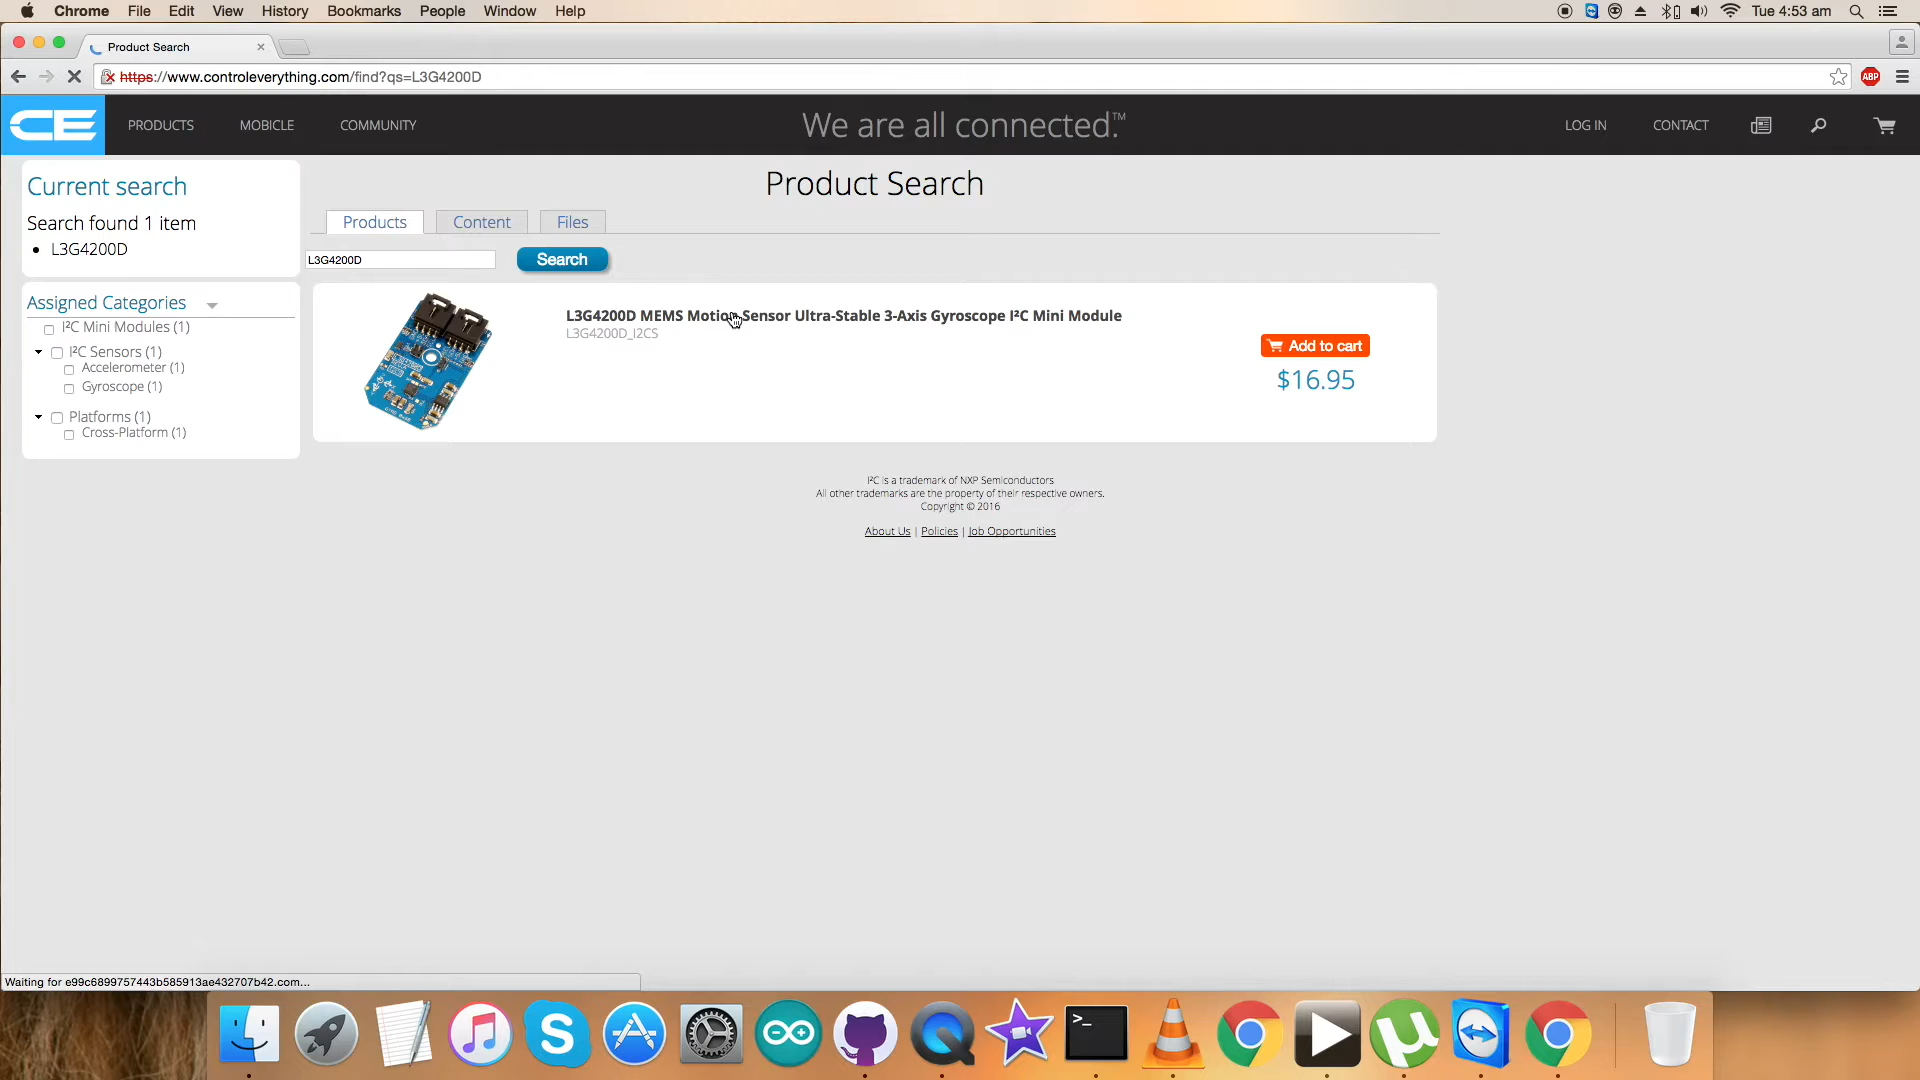 Chrome File Edit View History Bookmarks People Window Help Tue 4:53 am
Product Search
https://www.controleverything.com/find?qs=L3G4200D
ABP
CE PRODUCTS MOBICLE COMMUNITY We are all connected.™ LOG IN CONTACT
Current search
Search found 1 item
L3G4200D
Assigned Categories
I²C Mini Modules (1)
I²C Sensors (1)
Accelerometer (1)
Gyroscope (1)
Platforms (1)
Cross-Platform (1)
Product Search
Products Content Files
L3G4200D Search
L3G4200D MEMS Motion Sensor Ultra-Stable 3-Axis Gyroscope I²C Mini Module
L3G4200D_I2CS
Add to cart
$16.95
I²C is a trademark of NXP Semiconductors
All other trademarks are the property of their respective owners.
Copyright © 2016
About Us | Policies | Job Opportunities
Waiting for e99c6899757443b585913ae432707b42.com...